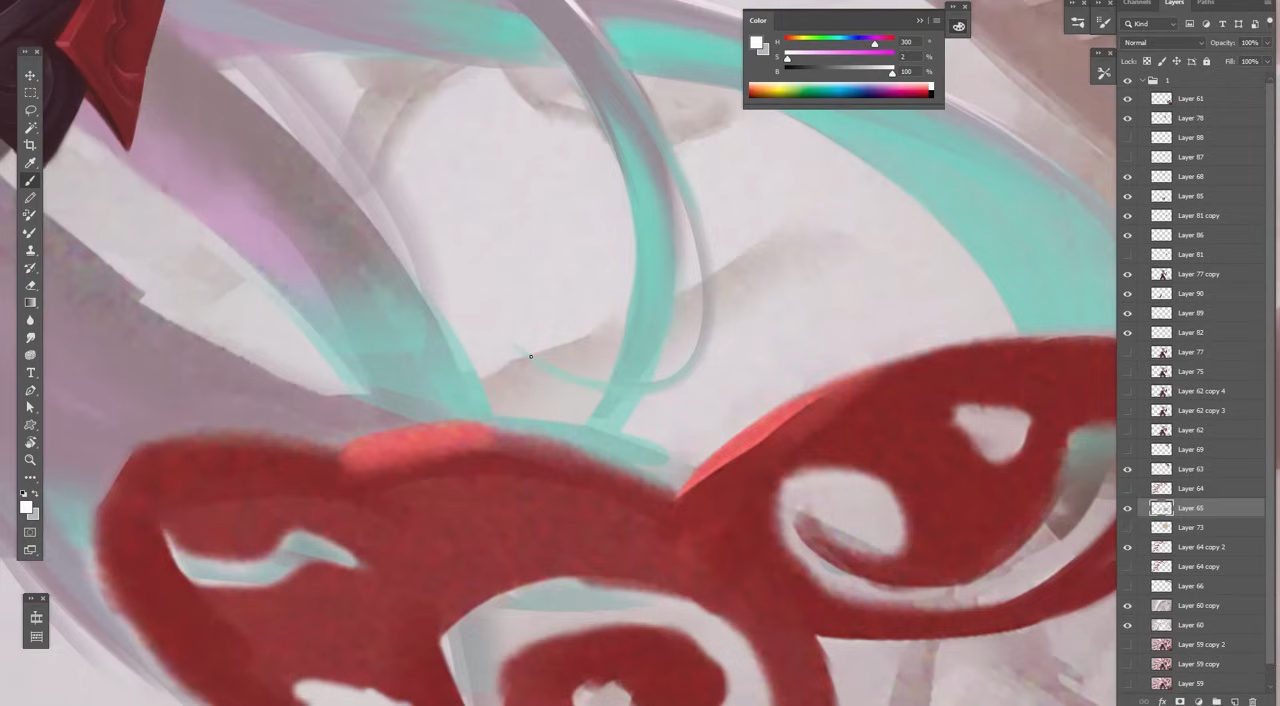 Channels Layers Paths
Color
Kind
H 300 °
S 2 %
B 100 %
Normal Opacity: 100%
Lock: Fill: 100%
1
Layer 61
Layer 78
Layer 88
Layer 87
Layer 68
Layer 85
Layer 81 copy
Layer 86
Layer 81
Layer 77 copy
Layer 90
Layer 89
Layer 82
Layer 77
Layer 75
Layer 62 copy 4
Layer 62 copy 3
Layer 62
Layer 69
Layer 63
Layer 64
Layer 65
Layer 73
Layer 64 copy 2
Layer 64 copy
Layer 66
Layer 60 copy
Layer 60
Layer 59 copy 2
Layer 59 copy
Layer 59
fx